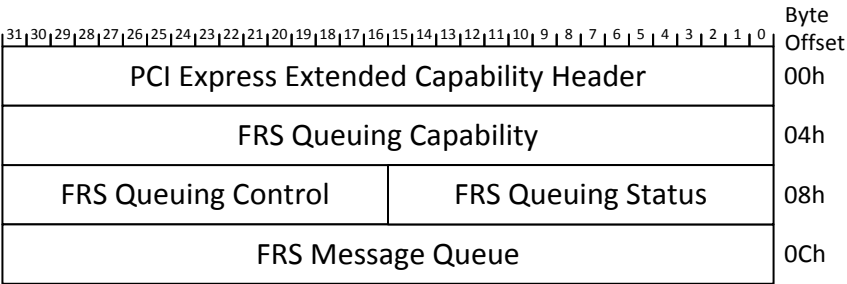 Byte
31 30 29 28 27 26 25 24 23 22 21 20 19 18 17 16 15 14 13 12 11 10 9 8 7 6 5 4 3 2 1 0 Offset
PCI Express Extended Capability Header 00h
FRS Queuing Capability 04h
FRS Queuing Control FRS Queuing Status 08h
FRS Message Queue 0Ch